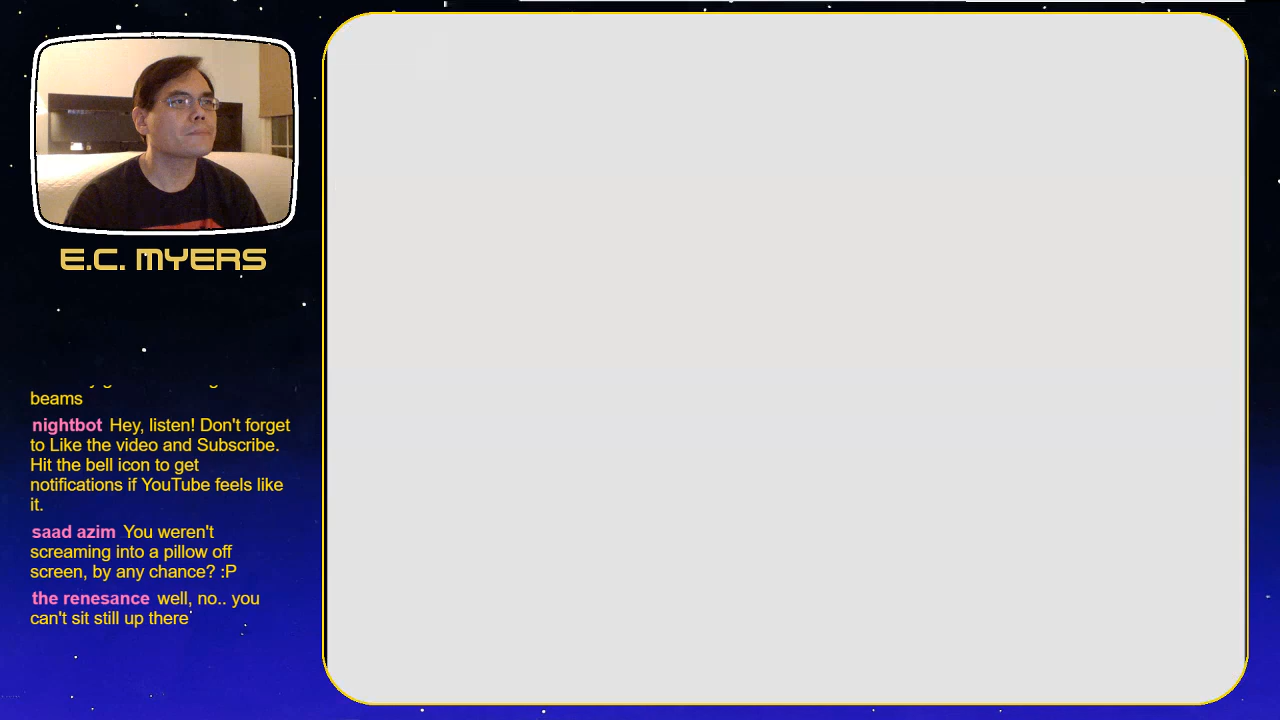 E.C. MYERS
beams
nightbot Hey, listen! Don't forget
to Like the video and Subscribe.
Hit the bell icon to get
notifications if YouTube feels like
it.
saad azim You weren't
screaming into a pillow off
screen, by any chance? :P
the renesance well, no.. you
can't sit still up there